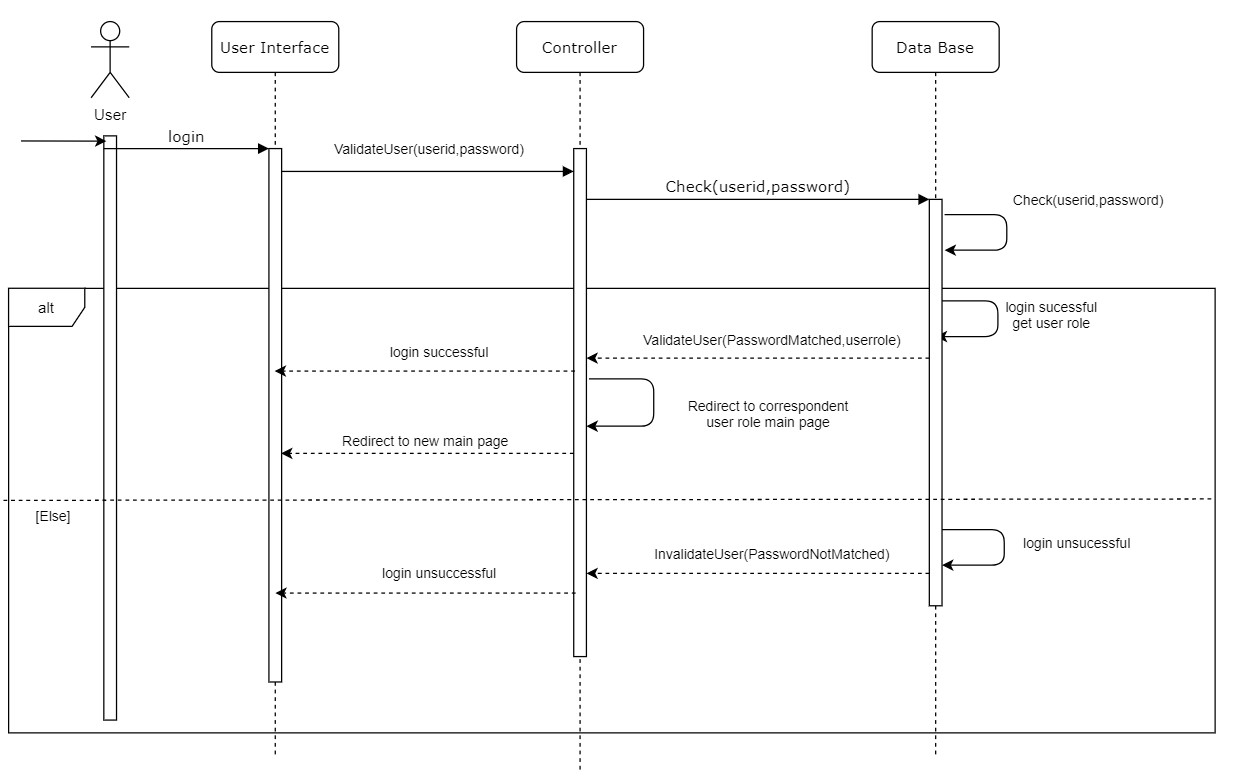 User Interface
Controller
Data Base
User
login
ValidateUser(userid,password)
Check(userid,password)
Check(userid,password)
alt
login sucessful
get user role
ValidateUser(PasswordMatched,userrole)
login successful
Redirect to correspondent
user role main page
Redirect to new main page
[Else]
login unsucessful
InvalidateUser(PasswordNotMatched)
login unsuccessful